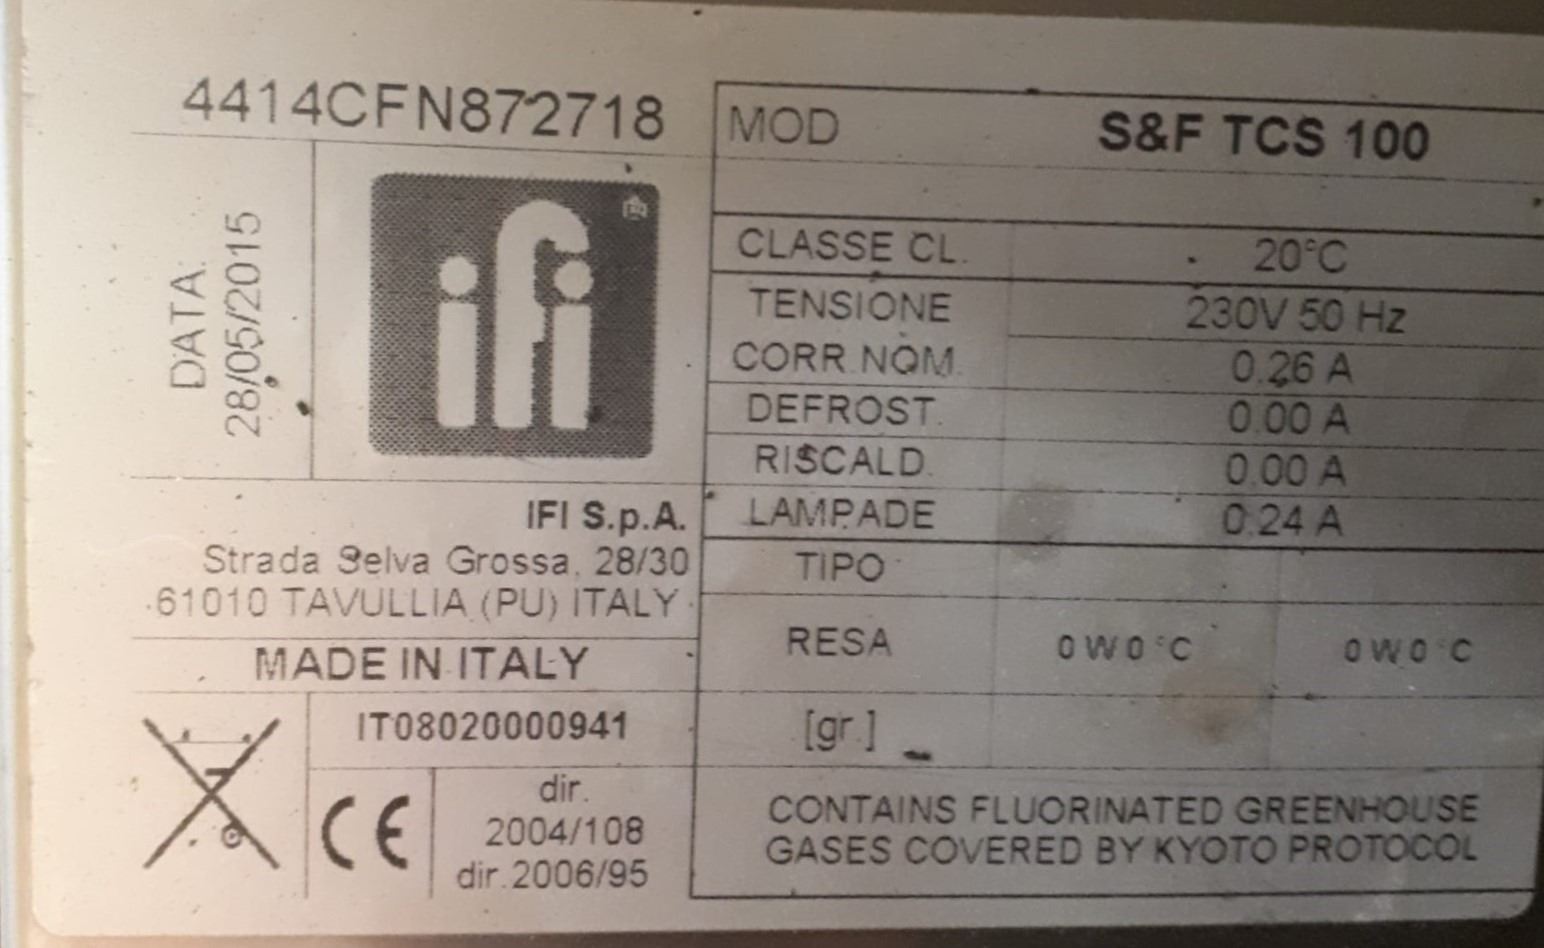 4414CFN872718
DATA:
28/05/2015
ifi
IFI S.p.A.
Strada Selva Grossa, 28/30
61010 TAVULLIA (PU) ITALY
MADE IN ITALY
IT08020000941
CE
dir.
2004/108
dir.2006/95
MOD S&F TCS 100
CLASSE CL. 20°C
TENSIONE 230V 50 Hz
CORR.NOM. 0.26 A
DEFROST. 0.00 A
RISCALD. 0.00 A
LAMPADE 0.24 A
TIPO
RESA 0 W 0 °C 0 W 0 °C
[gr.]
CONTAINS FLUORINATED GREENHOUSE
GASES COVERED BY KYOTO PROTOCOL